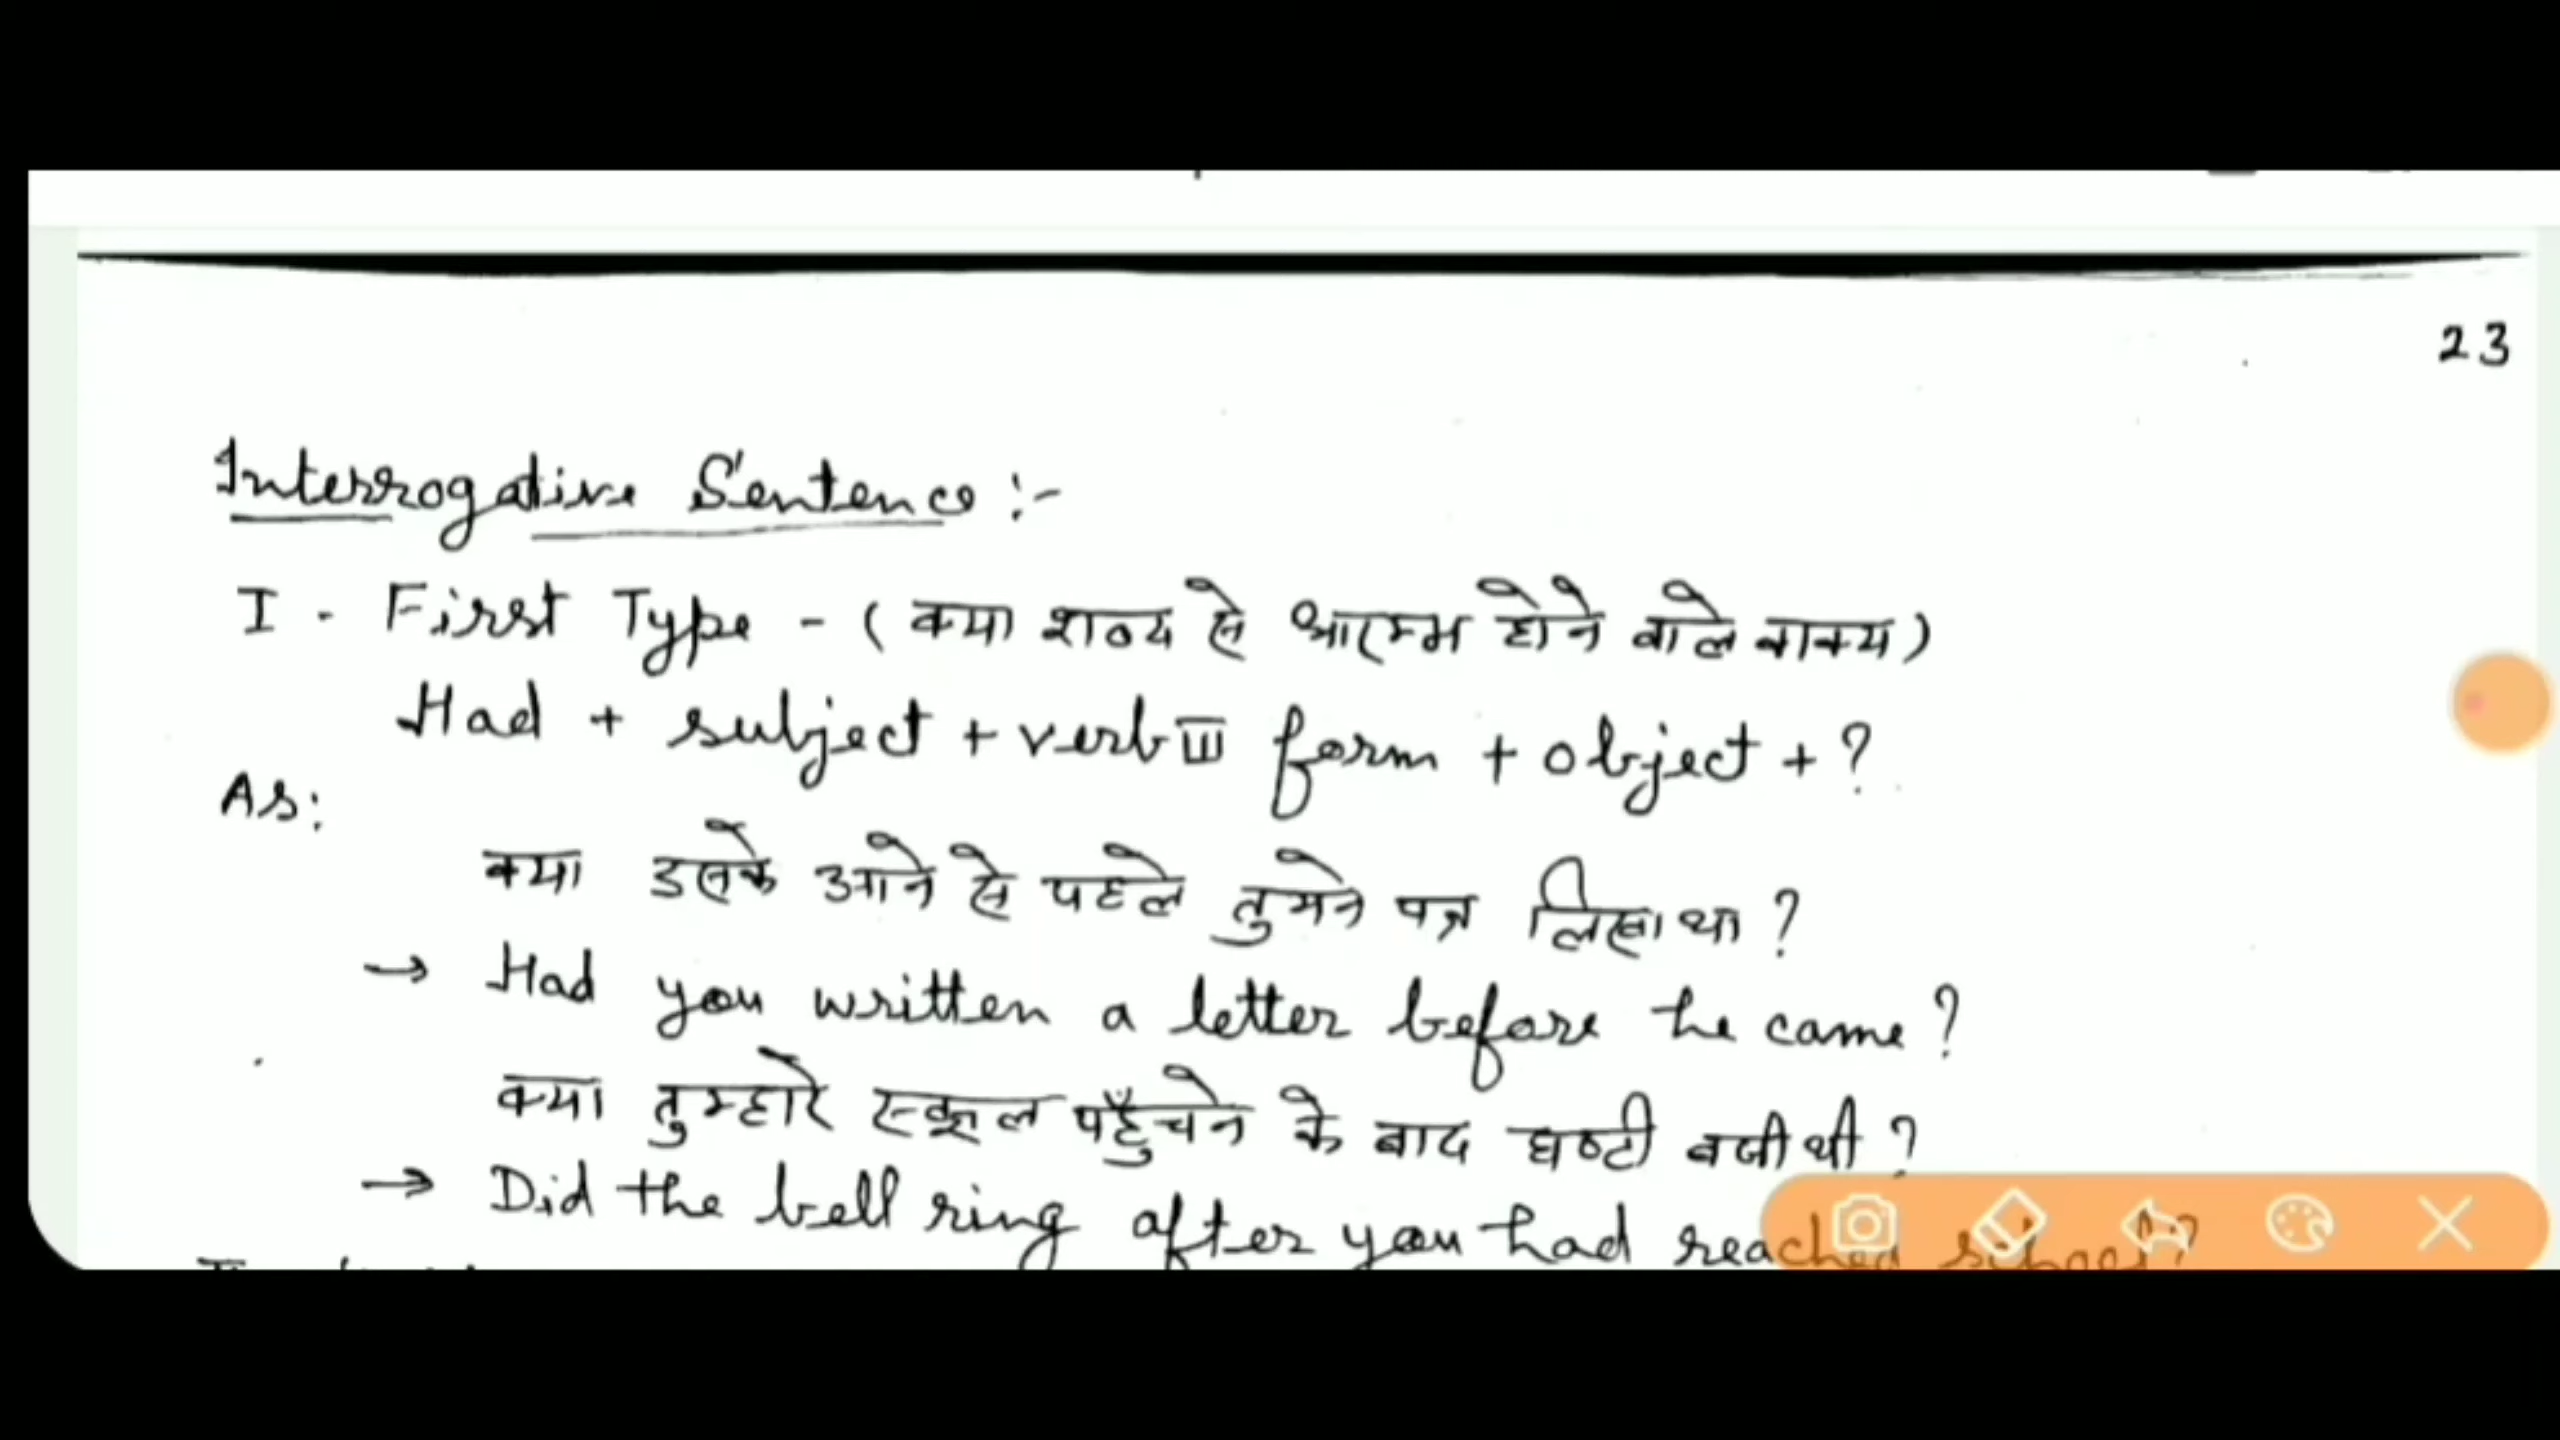 23
Interrogative Sentence :-
I - First Type - ( क्या शब्द से आरम्भ होने वाले वाक्य )
Had + subject + verb III form + object + ?
As:
क्या उसके आने से पहले तुमने पत्र लिखा था ?
→ Had you written a letter before he came ?
क्या तुम्हारे स्कूल पहुँचने के बाद घण्टी बजी थी ?
→ Did the bell ring after you had reached school ?